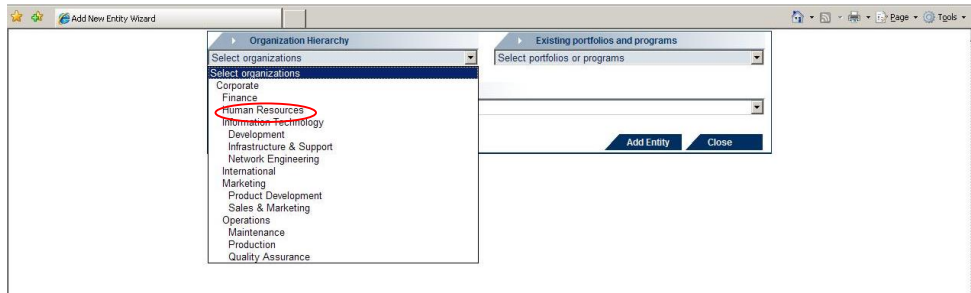 Add New Entity Wizard
Page Tools
Organization Hierarchy Existing portfolios and programs
Select organizations Select portfolios or programs
Select organizations
Corporate
Finance
Human Resources
Information Technology
Development
Infrastructure & Support
Add Entity Close
Network Engineering
International
Marketing
Product Development
Sales & Marketing
Operations
Maintenance
Production
Quality Assurance